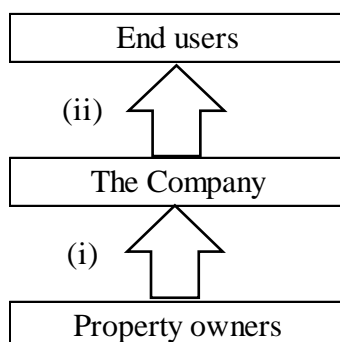 End users
(ii)
The Company
(i)
Property owners